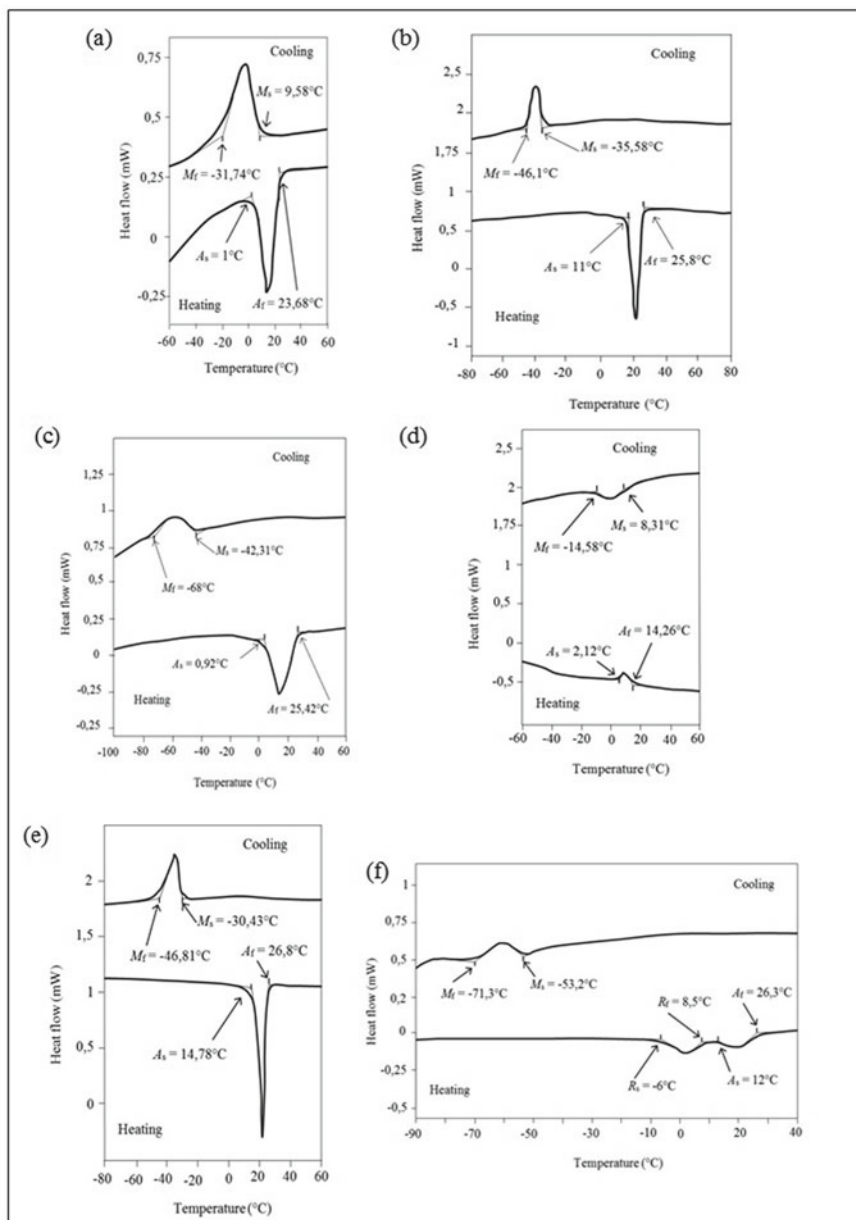 (a)
0,75
Cooling
Ms = 9,58°C
0,5
Mf = -31,74°C
0,25
0
As = 1°C
-0,25
Af = 23,68°C
Heating
-60 -40 -20 0 20 40 60
Temperature (°C)
Heat flow (mW)
(b)
2,5
Cooling
2
1,75
Ms = -35,58°C
Mf = -46,1°C
1
0,5
As = 11°C
Af = 25,8°C
0
-0,5
Heating
-1
-80 -60 -40 -20 0 20 40 60 80
Temperature (°C)
Heat flow (mW)
(c)
Cooling
1,25
1
0,75
Ms = -42,31°C
Mf = -68°C
0,5
0,25
As = 0,92°C
0
-0,25
Af = 25,42°C
Heating
0,25
-100 -80 -60 -40 -20 0 20 40 60
Temperature (°C)
Heat flow (mW)
(d)
2,5
Cooling
2
Ms = 8,31°C
1,75
Mf = -14,58°C
0
As = 2,12°C
Af = 14,26°C
-0,5
Heating
-60 -40 -20 0 20 40 60
Temperature (°C)
Heat flow (mW)
(e)
Cooling
2
Ms = -30,43°C
1.5
Mf = -46,81°C
Af = 26,8°C
1
As = 14,78°C
0,5
0
Heating
-80 -60 -40 -20 0 20 40 60
Temperature (°C)
Heat flow (mW)
(f)
1
Cooling
0,75
0,5
Mf = -71,3°C
Ms = -53,2°C
0,2
Rf = 8,5°C
Af = 26,3°C
0
-0,25
Rs = -6°C
As = 12°C
Heating
-0,5
-90 -70 -50 -30 -10 0 10 20 30 40
Temperature (°C)
Heat flow (mW)